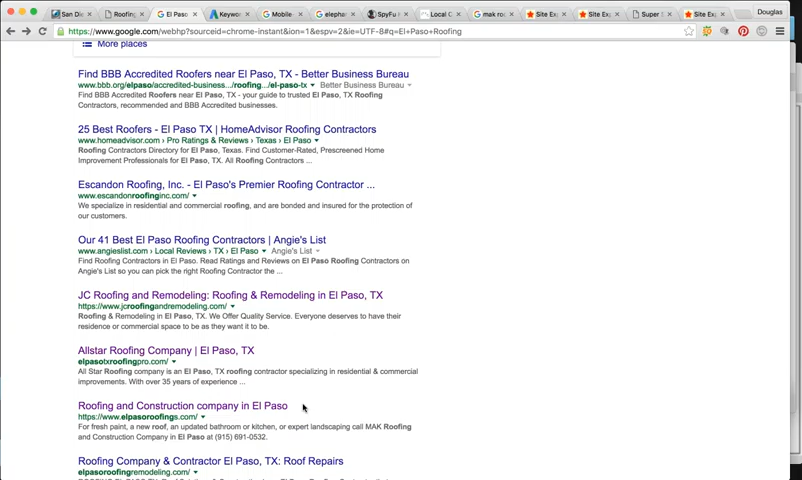 San Die
Roofing
El Paso
Keywor
Mobile
elephan
SpyFu K
Local C
mak roo
Site Exp
Site Exp
Super S
Site Exp
Douglas
https://www.google.com/webhp?sourceid=chrome-instant&ion=1&espv=2&ie=UTF-8#q=El+Paso+Roofing
More places
Find BBB Accredited Roofers near El Paso, TX - Better Business Bureau
www.bbb.org/elpaso/accredited-business.../roofing.../el-paso-tx ▾ Better Business Bureau ▾
Find BBB Accredited Roofers near El Paso, TX - your guide to trusted El Paso, TX Roofing
Contractors, recommended and BBB Accredited businesses.
25 Best Roofers - El Paso TX | HomeAdvisor Roofing Contractors
www.homeadvisor.com › Pro Ratings & Reviews › Texas › El Paso ▾
Roofing Contractors Directory for El Paso, Texas. Find Customer-Rated, Prescreened Home
Improvement Professionals for El Paso, TX. All Roofing Contractors ...
Escandon Roofing, Inc. - El Paso's Premier Roofing Contractor ...
www.escandonroofinginc.com/ ▾
We specialize in residential and commercial roofing, and are bonded and insured for the protection of
our customers.
Our 41 Best El Paso Roofing Contractors | Angie's List
www.angieslist.com › Local Reviews › TX › El Paso ▾ Angie's List ▾
Find Roofing Contractors in El Paso. Read Ratings and Reviews on El Paso Roofing Contractors on
Angie's List so you can pick the right Roofing Contractor the ...
JC Roofing and Remodeling: Roofing & Remodeling in El Paso, TX
https://www.jcroofingandremodeling.com/ ▾
Roofing & Remodeling in El Paso, TX. We Offer Quality Service. Everyone deserves to have their
residence or commercial space to be as they want it to be.
Allstar Roofing Company | El Paso, TX
elpasotxroofingpro.com/ ▾
All Star Roofing company is an El Paso, TX roofing contractor specializing in residential & commercial
improvements. With over 35 years of experience ...
Roofing and Construction company in El Paso
https://www.elpasoroofings.com/ ▾
For fresh paint, a new roof, an updated bathroom or kitchen, or expert landscaping call MAK Roofing
and Construction Company in El Paso at (915) 691-0532.
Roofing Company & Contractor El Paso, TX: Roof Repairs
elpasoroofingremodeling.com/ ▾